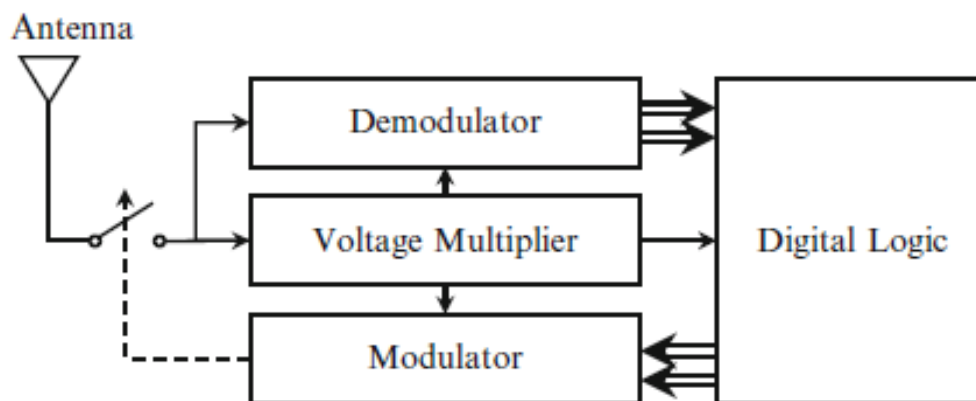 Antenna
Demodulator
Voltage Multiplier
Digital Logic
Modulator